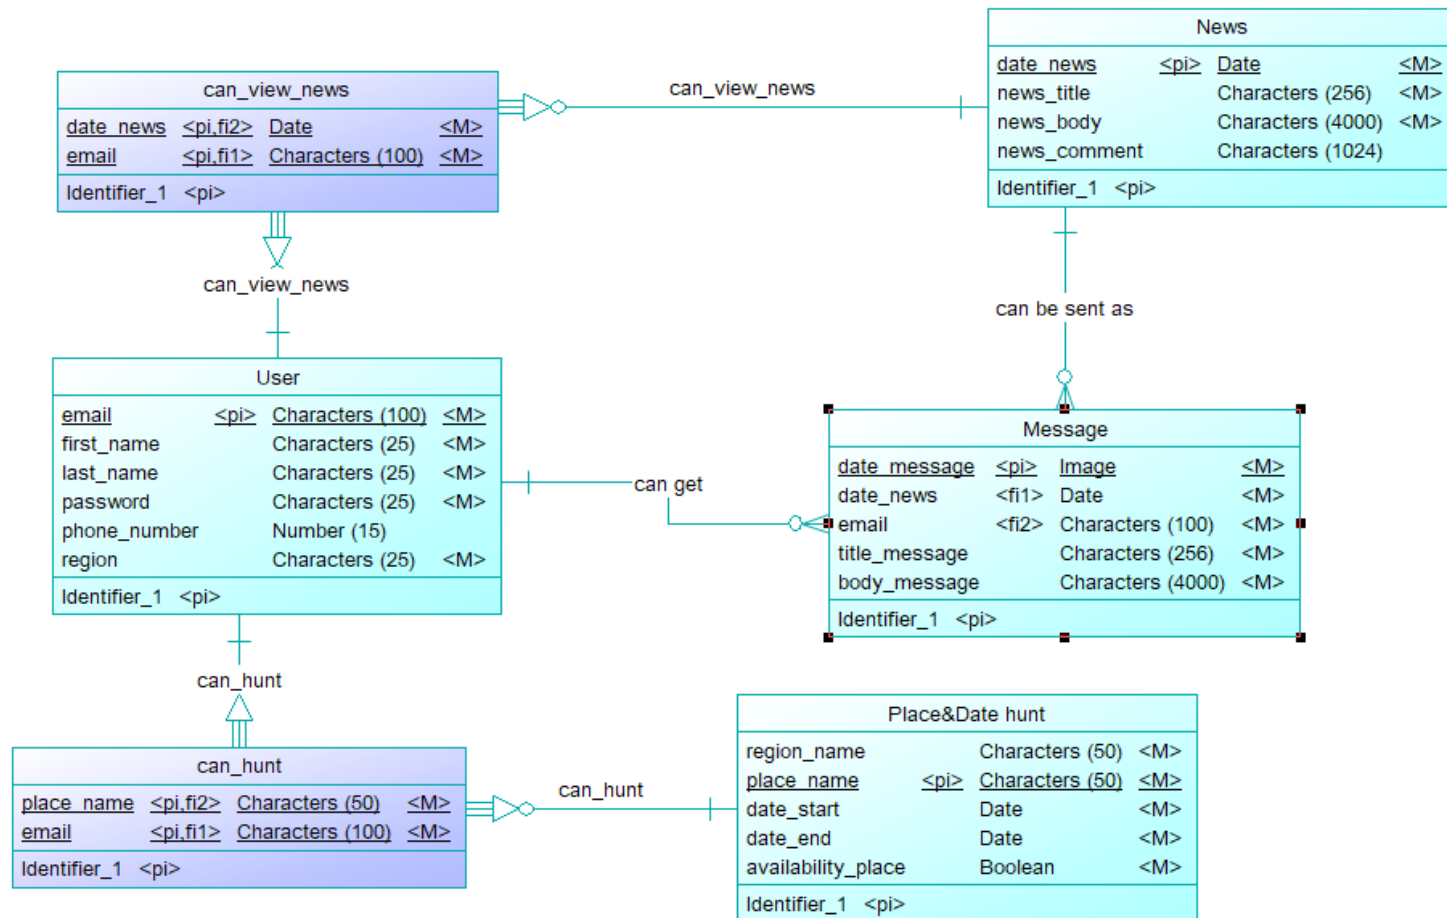 News
date_news <pi> Date <M>
news_title Characters (256) <M>
news_body Characters (4000) <M>
news_comment Characters (1024)
Identifier_1 <pi>
can_view_news
can_view_news
date_news <pi,fi2> Date <M>
email <pi,fi1> Characters (100) <M>
Identifier_1 <pi>
can_view_news
can be sent as
User
email <pi> Characters (100) <M>
first_name Characters (25) <M>
last_name Characters (25) <M>
password Characters (25) <M>
phone_number Number (15)
region Characters (25) <M>
Identifier_1 <pi>
can get
Message
date_message <pi> Image <M>
date_news <fi1> Date <M>
email <fi2> Characters (100) <M>
title_message Characters (256) <M>
body_message Characters (4000) <M>
Identifier_1 <pi>
can_hunt
can_hunt
place_name <pi,fi2> Characters (50) <M>
email <pi,fi1> Characters (100) <M>
Identifier_1 <pi>
can_hunt
Place&Date hunt
region_name Characters (50) <M>
place_name <pi> Characters (50) <M>
date_start Date <M>
date_end Date <M>
availability_place Boolean <M>
Identifier_1 <pi>